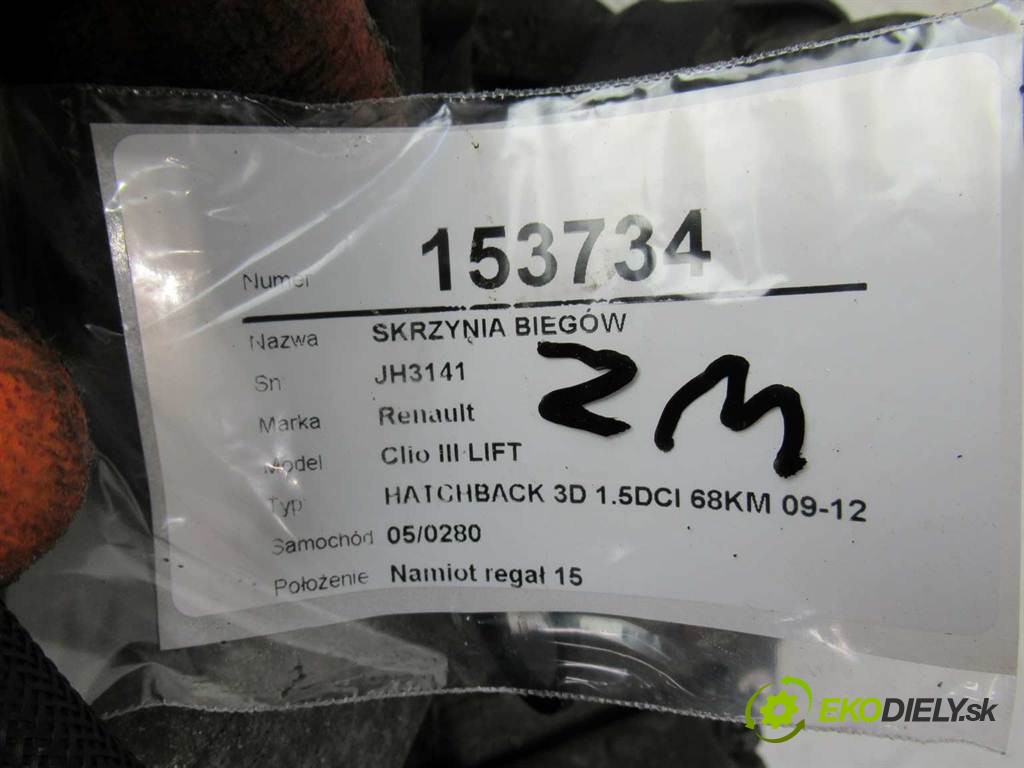 Numer 153734
Nazwa SKRZYNIA BIEGÓW
Sn JH3141
Marka Renault
Model Clio III LIFT
Typ HATCHBACK 3D 1.5DCI 68KM 09-12
Samochód 05/0280
Położenie Namiot regał 15
2M
EKODIELY.sk